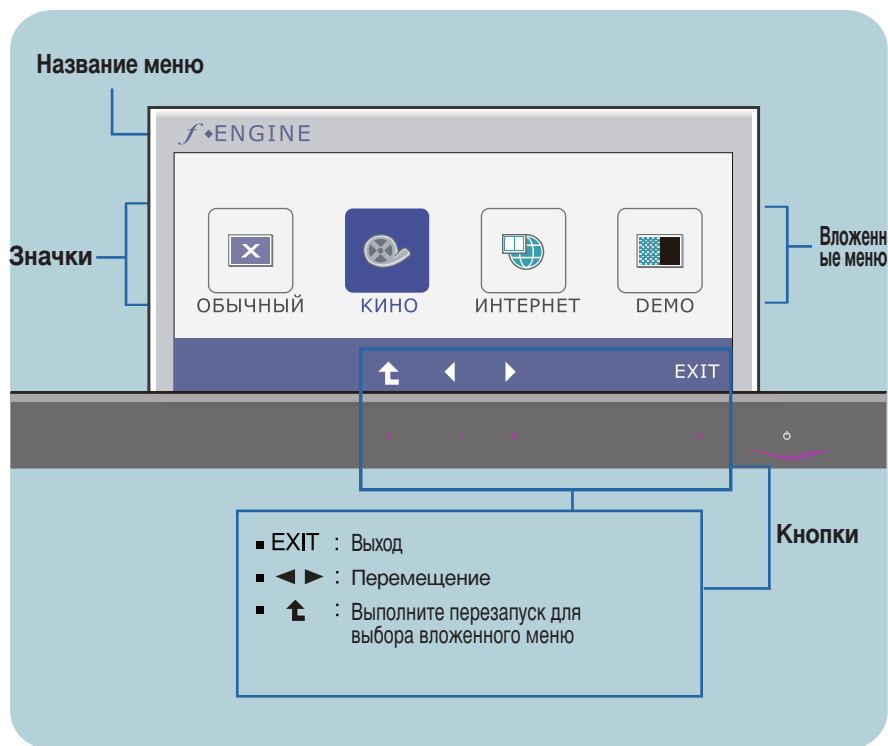 Название меню
f ENGINE
Значки
Вложенн
ые меню
ОБЫЧНЫЙ
КИНО
ИНТЕРНЕТ
DEMO
EXIT
Кнопки
EXIT : Выход
◄ ► : Перемещение
: Выполните перезапуск для
выбора вложенного меню